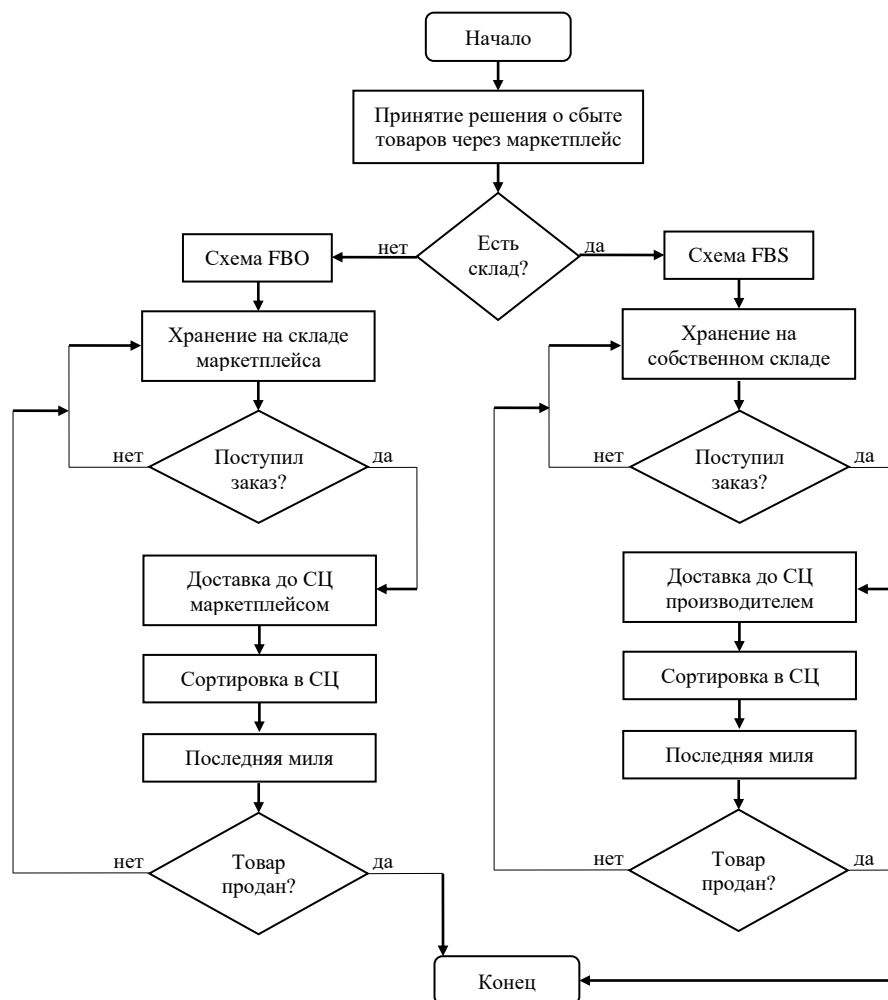 Начало
Принятие решения о сбыте
товаров через маркетплейс
Есть
склад?
нет
да
Схема FBO
Схема FBS
Хранение на складе
маркетплейса
Хранение на
собственном складе
Поступил
заказ?
нет
да
Поступил
заказ?
нет
да
Доставка до СЦ
маркетплейсом
Доставка до СЦ
производителем
Сортировка в СЦ
Сортировка в СЦ
Последняя миля
Последняя миля
Товар
продан?
нет
да
Товар
продан?
нет
да
Конец